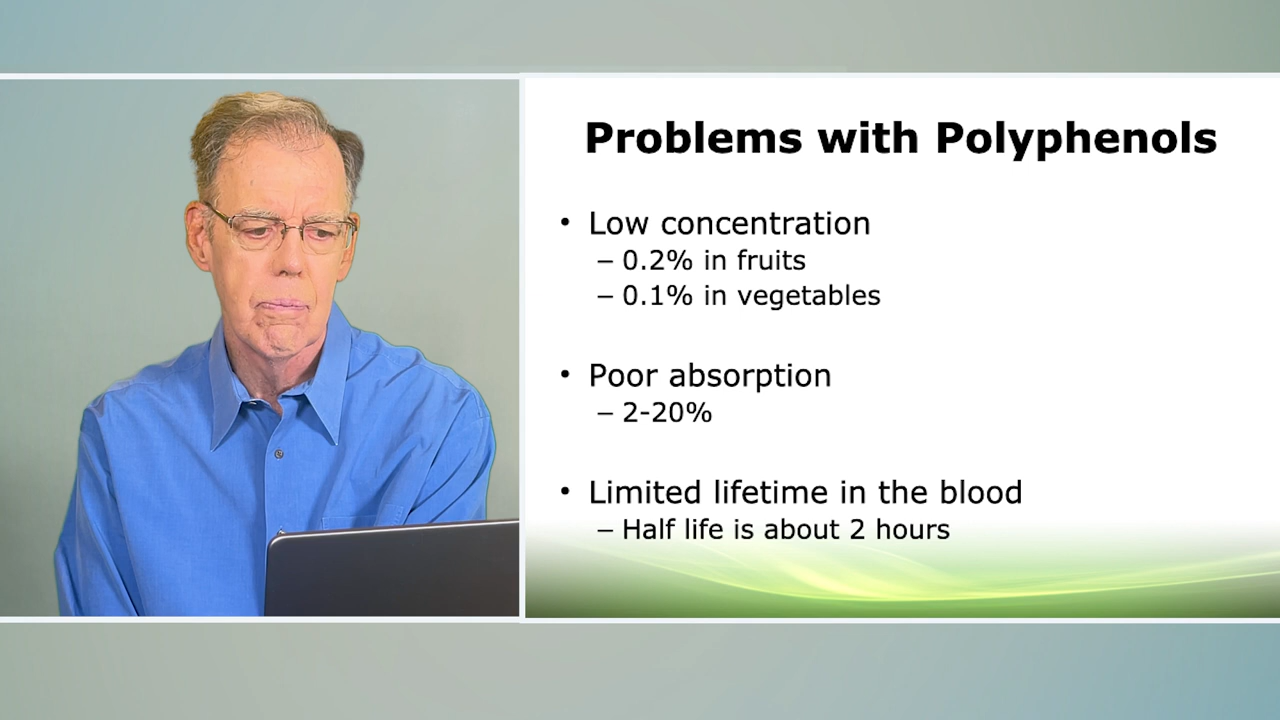 Problems with Polyphenols
• Low concentration
– 0.2% in fruits
– 0.1% in vegetables
• Poor absorption
– 2-20%
• Limited lifetime in the blood
– Half life is about 2 hours